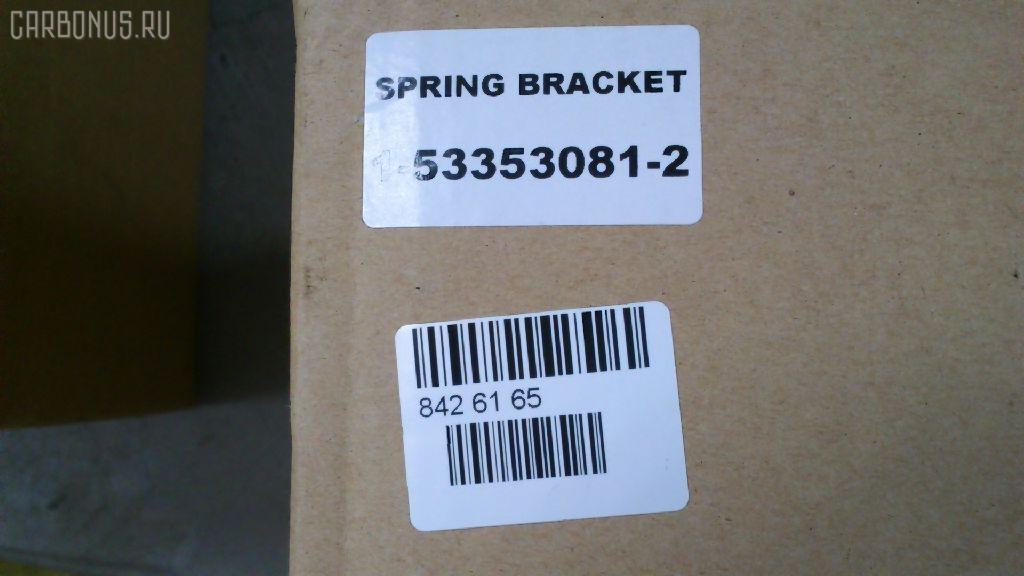 CARBONUS.RU
SPRING BRACKET
1-53353081-2
842 61 65